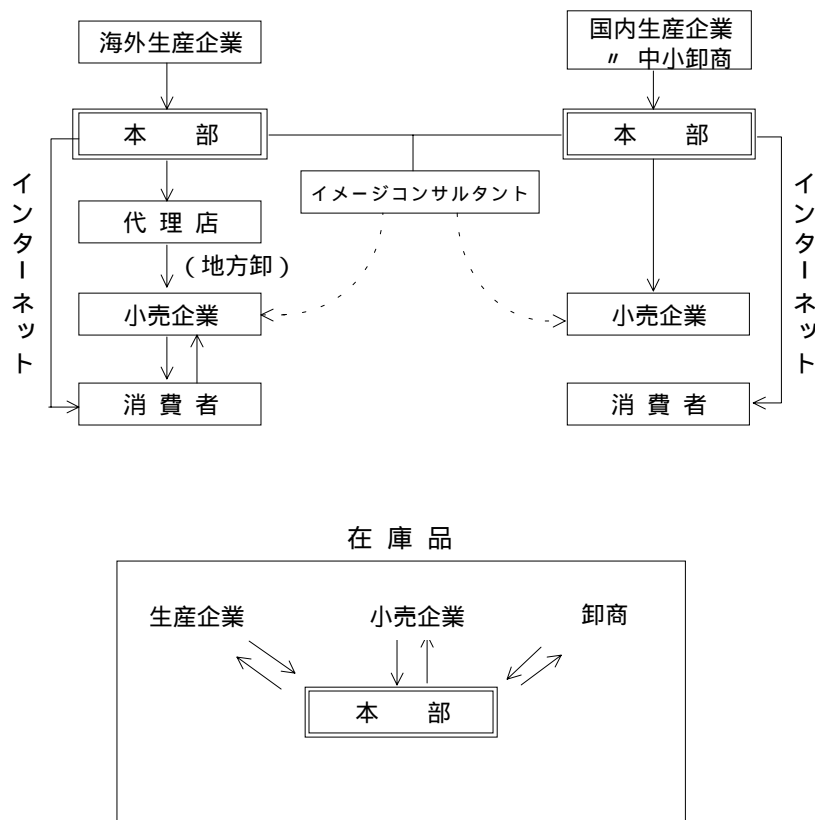 海外生産企業
国内生産企業
〃 中小卸商
本 部
本 部
イメージコンサルタント
インターネット
インターネット
代 理 店
(地方卸)
小売企業
小売企業
消 費 者
消 費 者
在 庫 品
生産企業
小売企業
卸商
本 部